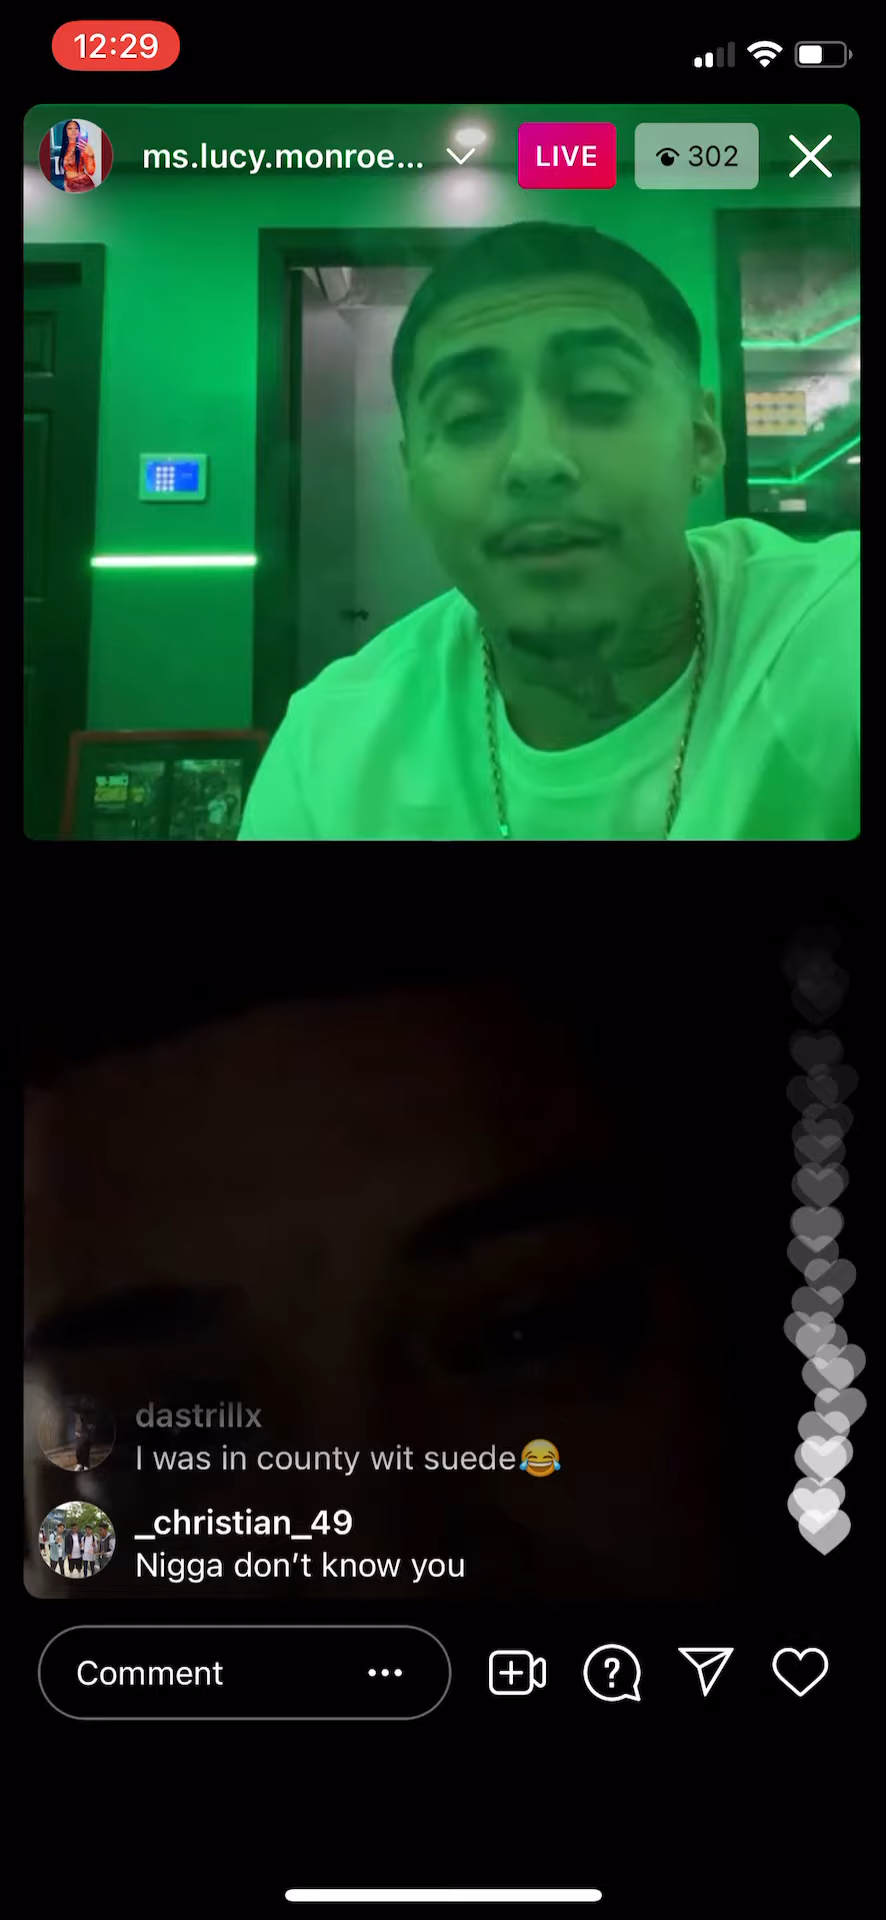 12:29
ms.lucy.monroe...
LIVE
302
dastrillx
I was in county wit suede😂
_christian_49
Nigga don’t know you
Comment